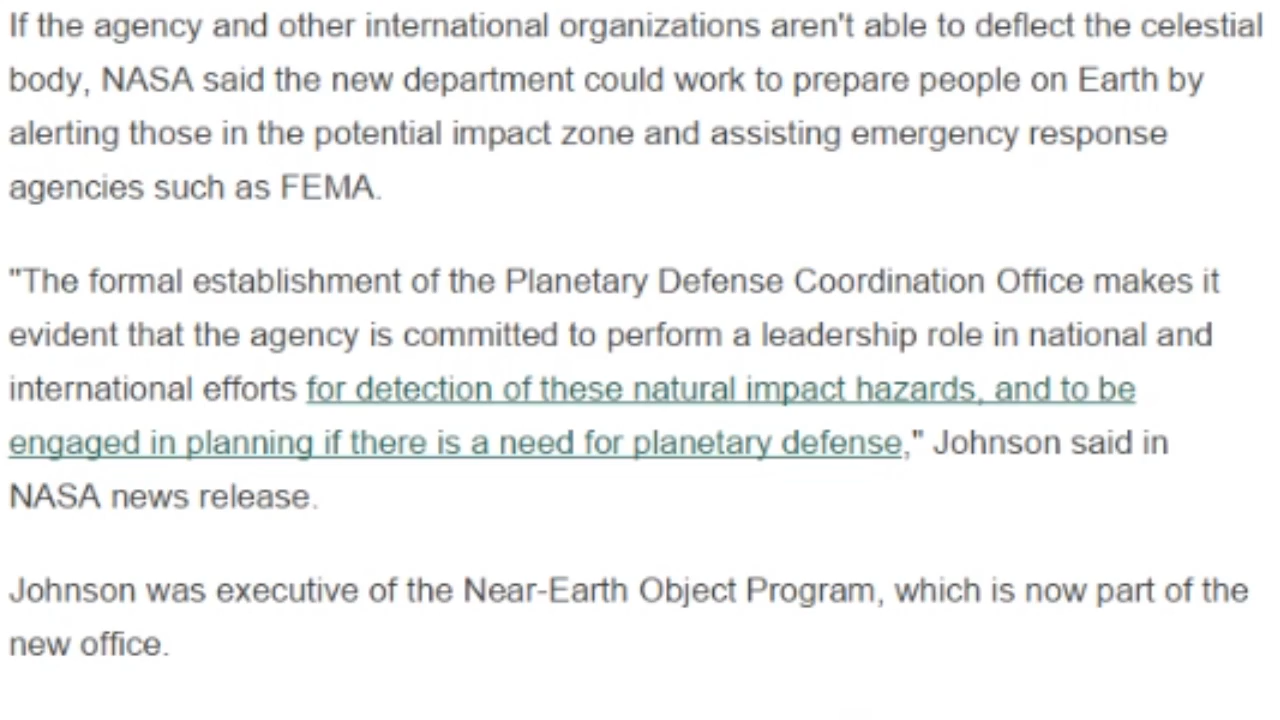 If the agency and other international organizations aren't able to deflect the celestial
body, NASA said the new department could work to prepare people on Earth by
alerting those in the potential impact zone and assisting emergency response
agencies such as FEMA.
"The formal establishment of the Planetary Defense Coordination Office makes it
evident that the agency is committed to perform a leadership role in national and
international efforts for detection of these natural impact hazards, and to be
engaged in planning if there is a need for planetary defense," Johnson said in
NASA news release.
Johnson was executive of the Near-Earth Object Program, which is now part of the
new office.